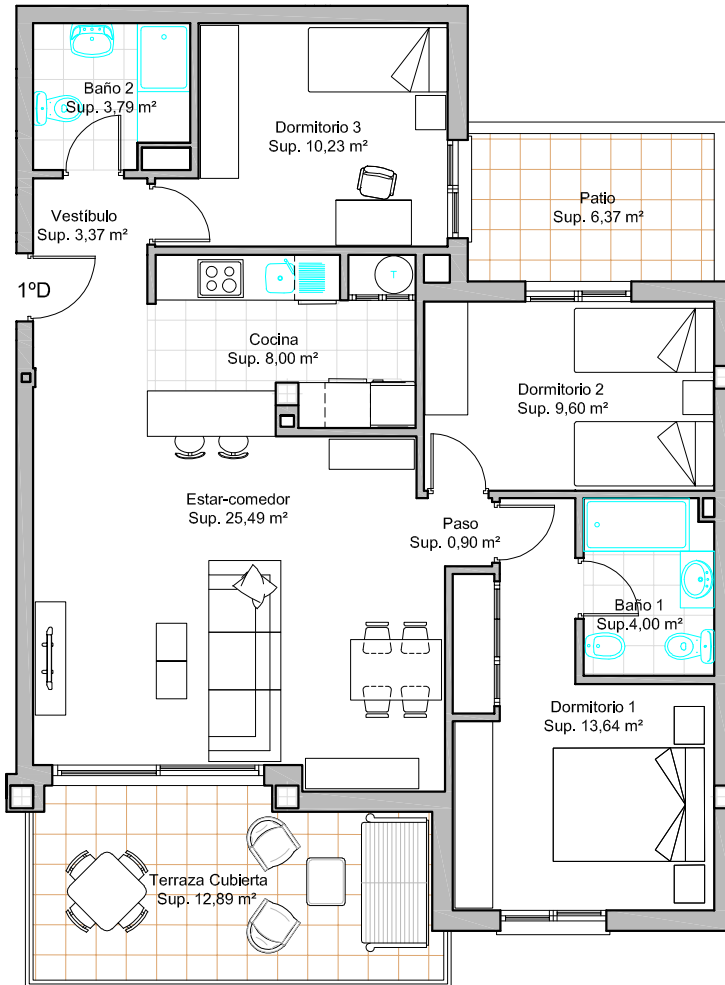 Baño 2
Sup. 3,79 m²
Dormitorio 3
Sup. 10,23 m²
Patio
Sup. 6,37 m²
Vestíbulo
Sup. 3,37 m²
1ºD
T
Cocina
Sup. 8,00 m²
Dormitorio 2
Sup. 9,60 m²
Estar-comedor
Sup. 25,49 m²
Paso
Sup. 0,90 m²
Baño 1
Sup.4,00 m²
Dormitorio 1
Sup. 13,64 m²
Terraza Cubierta
Sup. 12,89 m²